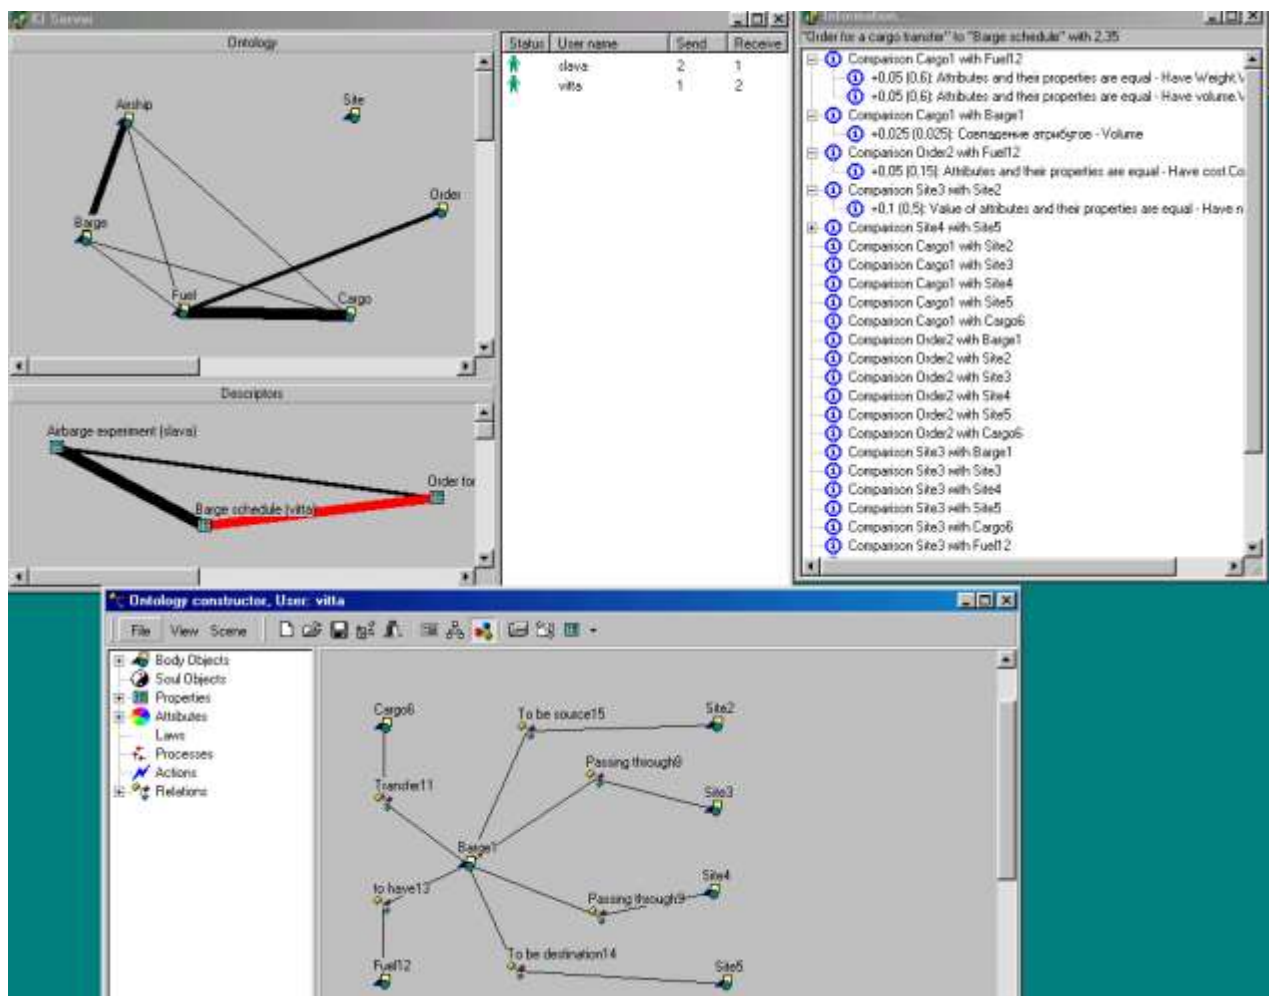 KI Server
Ontology
Airship
Site
Order
Barge
Fuel
Cargo
Descriptors
Airbarge experiment (slava)
Order for
Barge schedule (vitta)
Status User name Send Receive
slava 2 1
vitta 1 2
Information
"Order for a cargo transfer" to "Barge schedule" with 2,35
Comparison Cargo1 with Fuel12
+0,05 (0,6): Attributes and their properties are equal - Have Weight.V
+0,05 (0,6): Attributes and their properties are equal - Have volume.V
Comparison Cargo1 with Barge1
+0,025 (0,025): Совпадение атрибутов - Volume
Comparison Order2 with Fuel12
+0,05 (0,15): Attributes and their properties are equal - Have cost.Co
Comparison Site3 with Site2
+0,1 (0,5): Value of attributes and their properties are equal - Have n
Comparison Site4 with Site5
Comparison Cargo1 with Site2
Comparison Cargo1 with Site3
Comparison Cargo1 with Site4
Comparison Cargo1 with Site5
Comparison Cargo1 with Cargo6
Comparison Order2 with Barge1
Comparison Order2 with Site2
Comparison Order2 with Site3
Comparison Order2 with Site4
Comparison Order2 with Site5
Comparison Order2 with Cargo6
Comparison Site3 with Barge1
Comparison Site3 with Site3
Comparison Site3 with Site4
Comparison Site3 with Site5
Comparison Site3 with Cargo6
Comparison Site3 with Fuel12
Ontology constructor, User: vitta
File View Scene
Body Objects
Soul Objects
Properties
Attributes
Laws
Processes
Actions
Relations
Cargo6
To be source15
Site2
Passing through8
Transfer11
Site3
Barge1
Site4
to have13
Passing through9
To be destination14
Fuel12
Site5